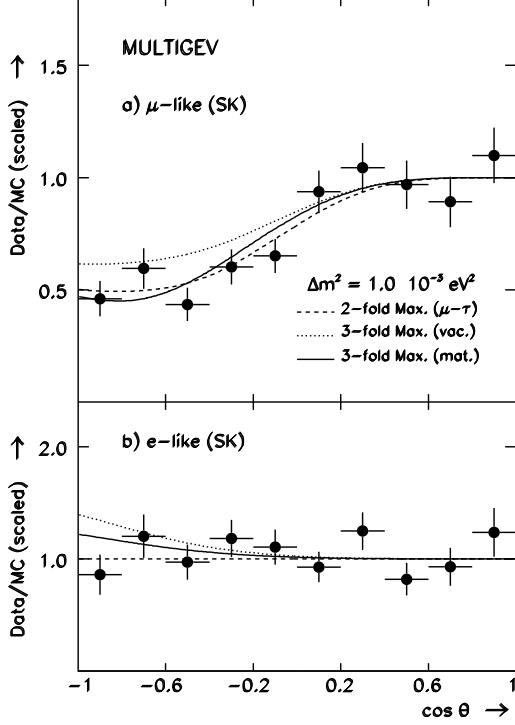 MULTIGEV
1.5
a) μ-like (SK)
Data/MC (scaled) →
1.0
Δm² = 1.0 10⁻³ eV²
0.5
2-fold Max. (μ-τ)
3-fold Max. (vac.)
3-fold Max. (mat.)
b) e-like (SK)
2.0
Data/MC (scaled) →
1.0
-1 -0.6 -0.2 0.2 0.6 1
cos θ →